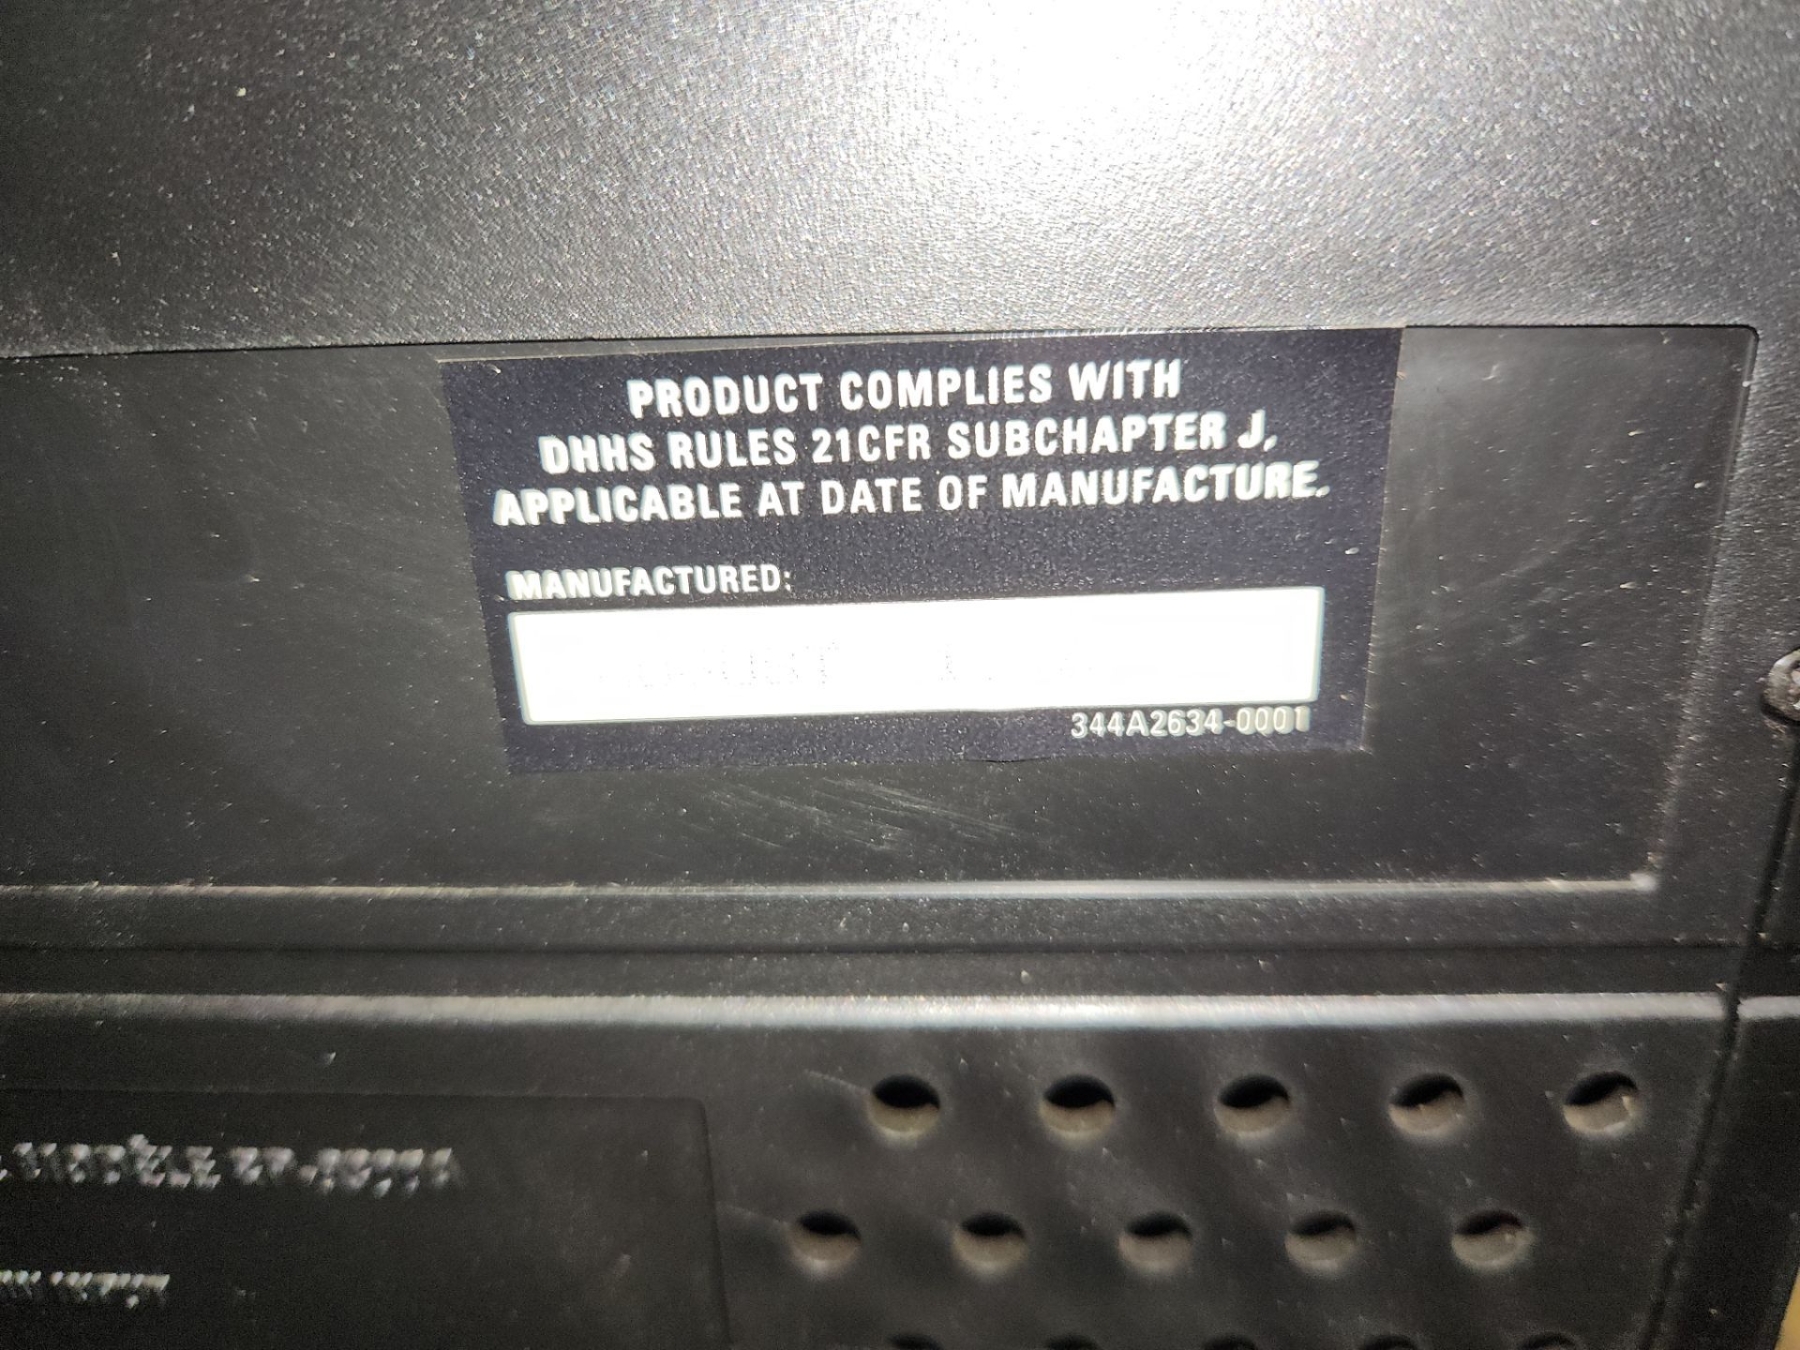 PRODUCT COMPLIES WITH
DHHS RULES 21CFR SUBCHAPTER J,
APPLICABLE AT DATE OF MANUFACTURE.
MANUFACTURED:
344A2634-0001